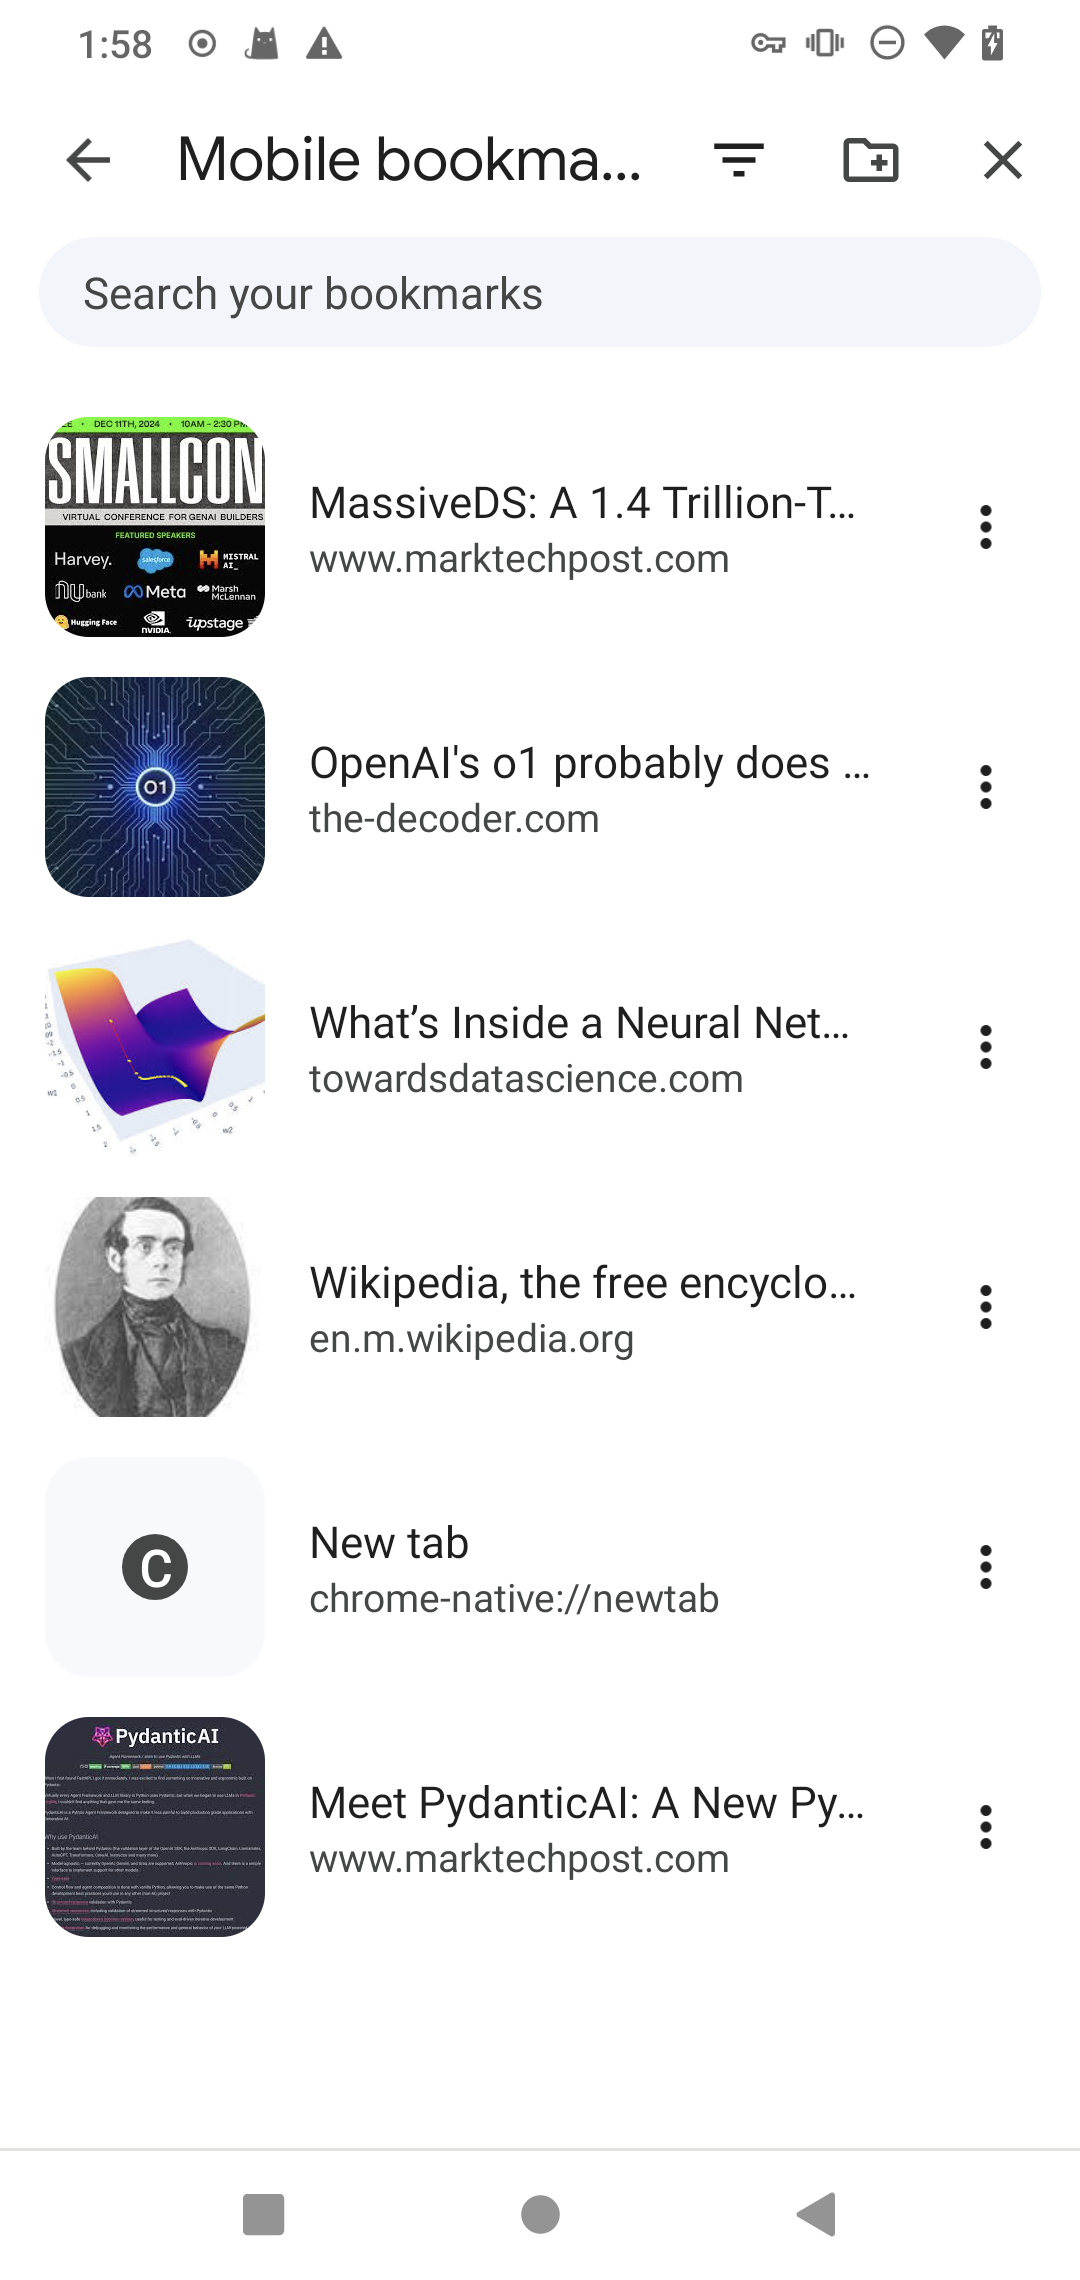 1:58
Mobile bookma...
Search your bookmarks
DEC 11TH, 2024 · 10AM – 2:30 PM
SMALLCON
VIRTUAL CONFERENCE FOR GENAI BUILDERS
FEATURED SPEAKERS
Harvey. salesforce MISTRAL AI_
nu bank Meta Marsh McLennan
Hugging Face NVIDIA. upstage
MassiveDS: A 1.4 Trillion-T...
www.marktechpost.com
O1
OpenAI's o1 probably does ...
the-decoder.com
What’s Inside a Neural Net...
towardsdatascience.com
Wikipedia, the free encyclo...
en.m.wikipedia.org
C
New tab
chrome-native://newtab
PydanticAI
Why use PydanticAI
Meet PydanticAI: A New Py...
www.marktechpost.com